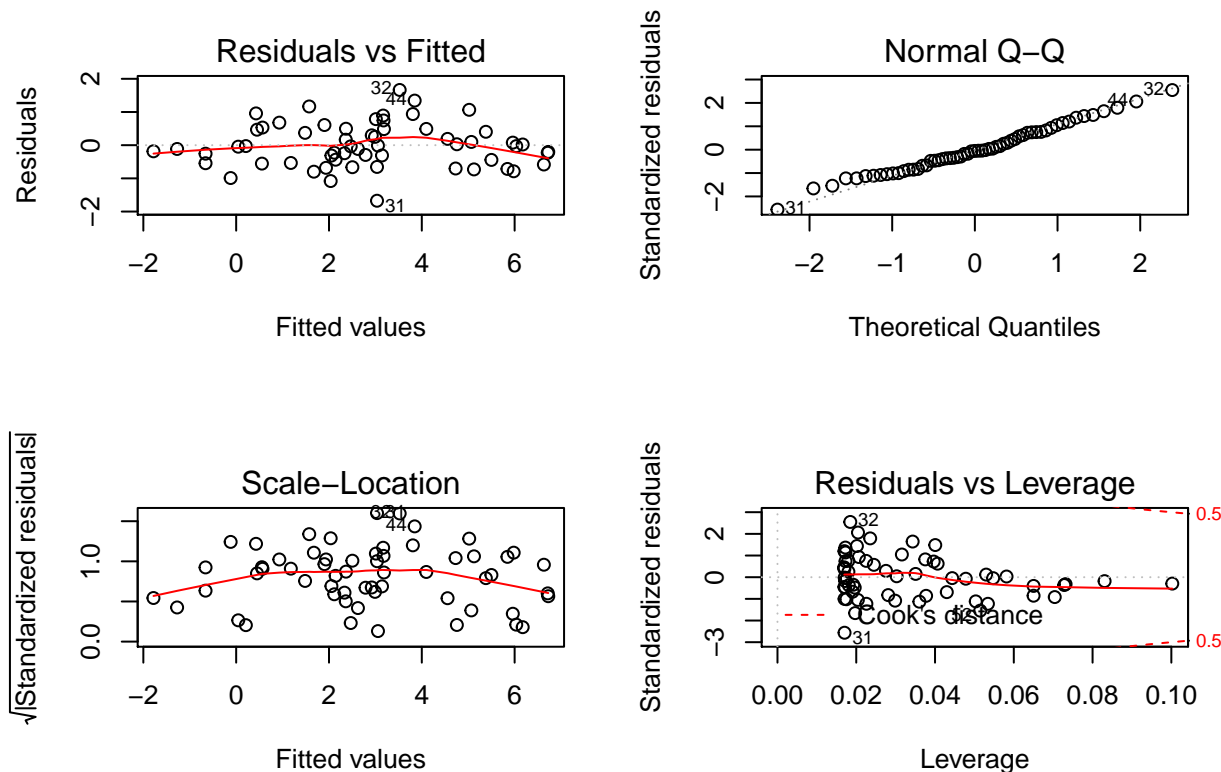 Residuals vs Fitted
Residuals
2
0
−2
32
44
31
−2 0 2 4 6
Fitted values
Normal Q−Q
Standardized residuals
2
0
−2
44
32
31
−2 −1 0 1 2
Theoretical Quantiles
Scale−Location
√|Standardized residuals|
1.0
0.0
44
−2 0 2 4 6
Fitted values
Residuals vs Leverage
Standardized residuals
2
0
−3
32
31
Cook's distance
0.5
0.5
0.00 0.02 0.04 0.06 0.08 0.10
Leverage